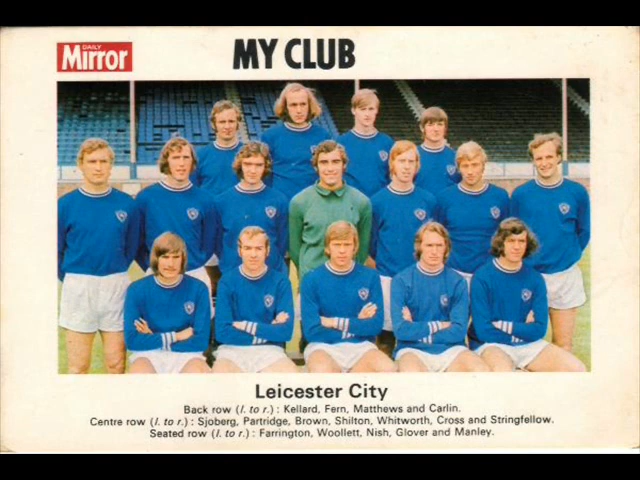 DAILY
Mirror
MY CLUB
Leicester City
Back row (l. to r.) : Kellard, Fern, Matthews and Carlin.
Centre row (l. to r.) : Sjoberg, Partridge, Brown, Shilton, Whitworth, Cross and Stringfellow.
Seated row (l. to r.) : Farrington, Woollett, Nish, Glover and Manley.